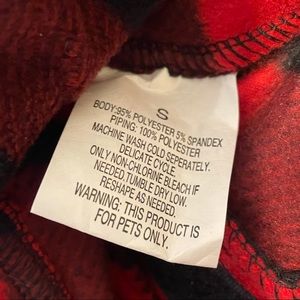 S
BODY:95% POLYESTER 5% SPANDEX
PIPING: 100% POLYESTER
MACHINE WASH COLD SEPERATELY.
DELICATE CYCLE.
ONLY NON-CHLORINE BLEACH IF
NEEDED.TUMBLE DRY LOW.
RESHAPE AS NEEDED.
WARNING: THIS PRODUCT IS
FOR PETS ONLY.